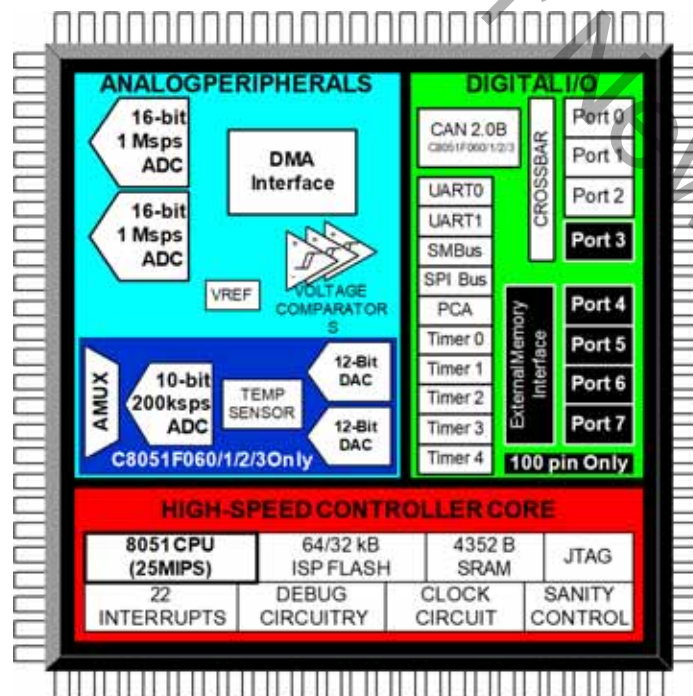 ANALOGPERIPHERALS
16-bit
1 Msps
ADC
DMA
Interface
16-bit
1 Msps
ADC
VREF
VOLTAGE
COMPARATOR
S
AMUX
10-bit
200ksps
ADC
TEMP
SENSOR
12-Bit
DAC
12-Bit
DAC
C8051F060/1/2/3Only
DIGITALI/O
CAN 2.0B
C8051F060/1/2/3
UART0
UART1
SMBus
SPI Bus
PCA
Timer 0
Timer 1
Timer 2
Timer 3
Timer 4
CROSSBAR
Port 0
Port 1
Port 2
Port 3
ExternalMemory
Interface
Port 4
Port 5
Port 6
Port 7
100 pin Only
HIGH-SPEED CONTROLLER CORE
8051CPU
(25MIPS)
64/32 kB
ISP FLASH
4352 B
SRAM
JTAG
22
INTERRUPTS
DEBUG
CIRCUITRY
CLOCK
CIRCUIT
SANITY
CONTROL